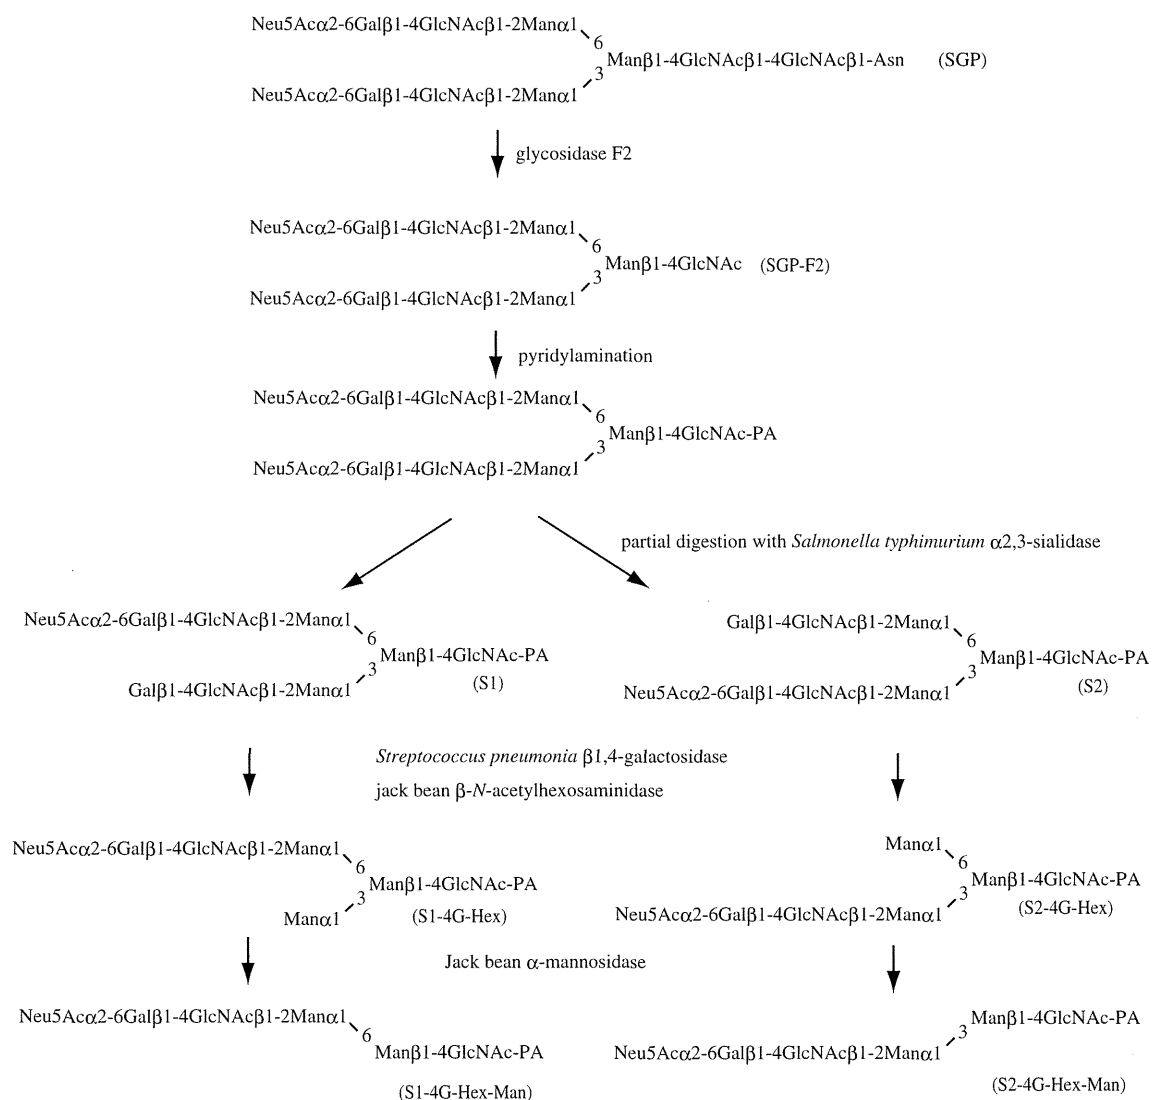 Neu5Acα2-6Galβ1-4GlcNAcβ1-2Manα1
6
Manβ1-4GlcNAcβ1-4GlcNAcβ1-Asn (SGP)
3
Neu5Acα2-6Galβ1-4GlcNAcβ1-2Manα1
glycosidase F2
Neu5Acα2-6Galβ1-4GlcNAcβ1-2Manα1
6
Manβ1-4GlcNAc (SGP-F2)
3
Neu5Acα2-6Galβ1-4GlcNAcβ1-2Manα1
pyridylamination
Neu5Acα2-6Galβ1-4GlcNAcβ1-2Manα1
6
Manβ1-4GlcNAc-PA
3
Neu5Acα2-6Galβ1-4GlcNAcβ1-2Manα1
partial digestion with Salmonella typhimurium α2,3-sialidase
Neu5Acα2-6Galβ1-4GlcNAcβ1-2Manα1
6
Manβ1-4GlcNAc-PA
3
(S1)
Galβ1-4GlcNAcβ1-2Manα1
Galβ1-4GlcNAcβ1-2Manα1
6
Manβ1-4GlcNAc-PA
3
(S2)
Neu5Acα2-6Galβ1-4GlcNAcβ1-2Manα1
Streptococcus pneumonia β1,4-galactosidase
jack bean β-N-acetylhexosaminidase
Neu5Acα2-6Galβ1-4GlcNAcβ1-2Manα1
6
Manβ1-4GlcNAc-PA
3
(S1-4G-Hex)
Manα1
Manα1
6
Manβ1-4GlcNAc-PA
3
(S2-4G-Hex)
Neu5Acα2-6Galβ1-4GlcNAcβ1-2Manα1
Jack bean α-mannosidase
Neu5Acα2-6Galβ1-4GlcNAcβ1-2Manα1
6
Manβ1-4GlcNAc-PA
(S1-4G-Hex-Man)
Manβ1-4GlcNAc-PA
3
Neu5Acα2-6Galβ1-4GlcNAcβ1-2Manα1
(S2-4G-Hex-Man)